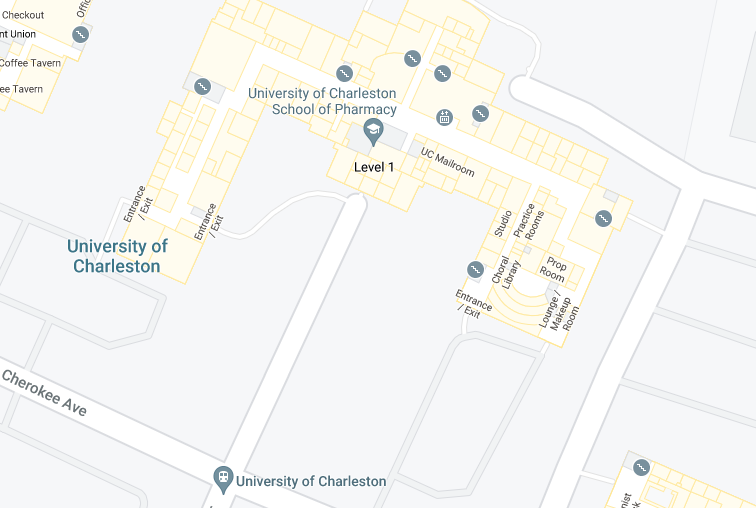 Checkout
Offic
nt Union
Coffee Tavern
ee Tavern
University of Charleston
School of Pharmacy
Level 1
UC Mailroom
Entrance
/ Exit
Entrance
/ Exit
University of
Charleston
Studio
Practice
Rooms
Choral
Library
Prop
Room
Entrance
/ Exit
Lounge /
Makeup
Room
Cherokee Ave
University of Charleston